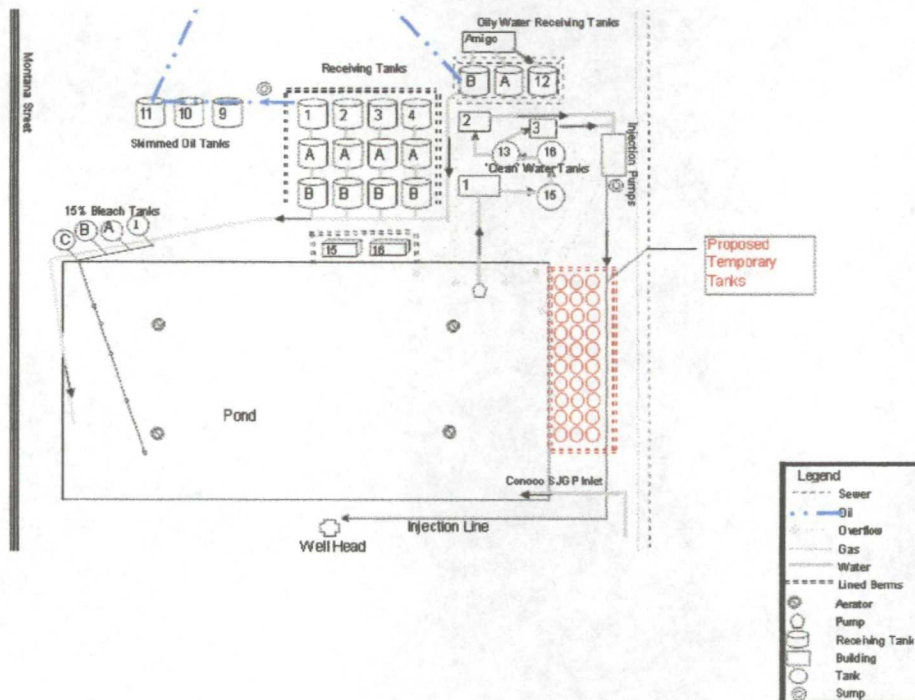 Oily Water Receiving Tanks
Amigo
B A 12
Montana Street
Receiving Tanks
11 10 9
1 2 3 4
Skimmed Oil Tanks
A A A A
B B B B
2
3
13 16
'Clean' Water Tanks
1
15
Injection Pumps
15% Bleach Tanks
C B A 1
15 16
Proposed
Temporary
Tanks
Pond
Conoco SJGP Inlet
Injection Line
Well Head
Legend
Sewer
Oil
Overflow
Gas
Water
Lined Berms
Aerator
Pump
Receiving Tank
Building
Tank
Sump